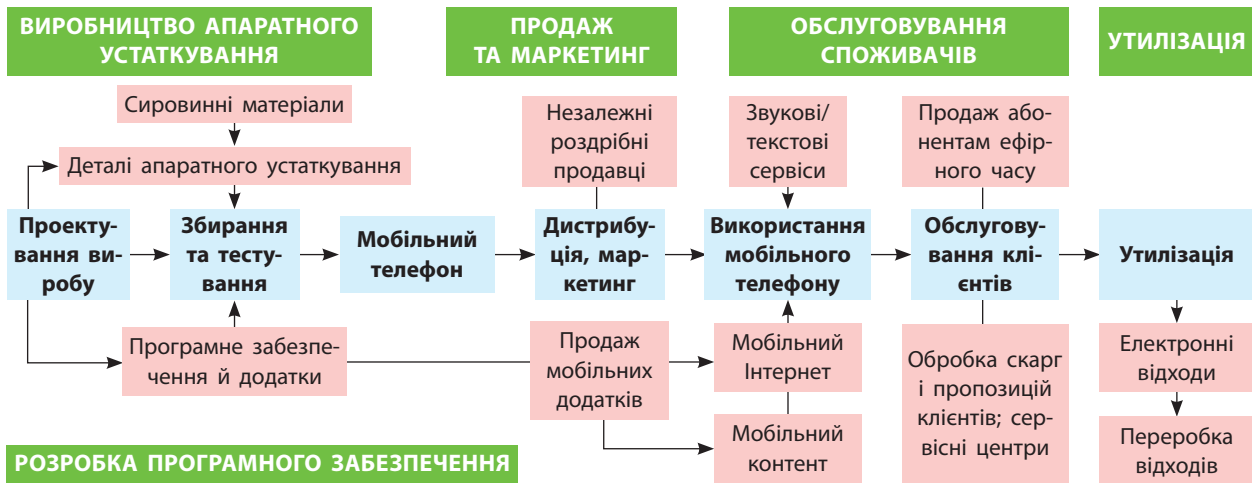 ВИРОБНИЦТВО АПАРАТНОГО
УСТАТКУВАННЯ
ПРОДАЖ
ТА МАРКЕТИНГ
ОБСЛУГОВУВАННЯ
СПОЖИВАЧІВ
УТИЛІЗАЦІЯ
Сировинні матеріали
Деталі апаратного устаткування
Незалежні
роздрібні
продавці
Звукові/
текстові
сервіси
Продаж або-
нентам ефір-
ного часу
Проекту-
вання ви-
робу
Збирання
та тесту-
вання
Мобільний
телефон
Дистрибу-
ція, мар-
кетинг
Використання
мобільного
телефону
Обслугову-
вання клі-
єнтів
Утилізація
Програмне забезпе-
чення й додатки
Продаж
мобільних
додатків
Мобільний
Інтернет
Мобільний
контент
Обробка скарг
і пропозицій
клієнтів; сер-
вісні центри
Електронні
відходи
Переробка
відходів
РОЗРОБКА ПРОГРАМНОГО ЗАБЕЗПЕЧЕННЯ